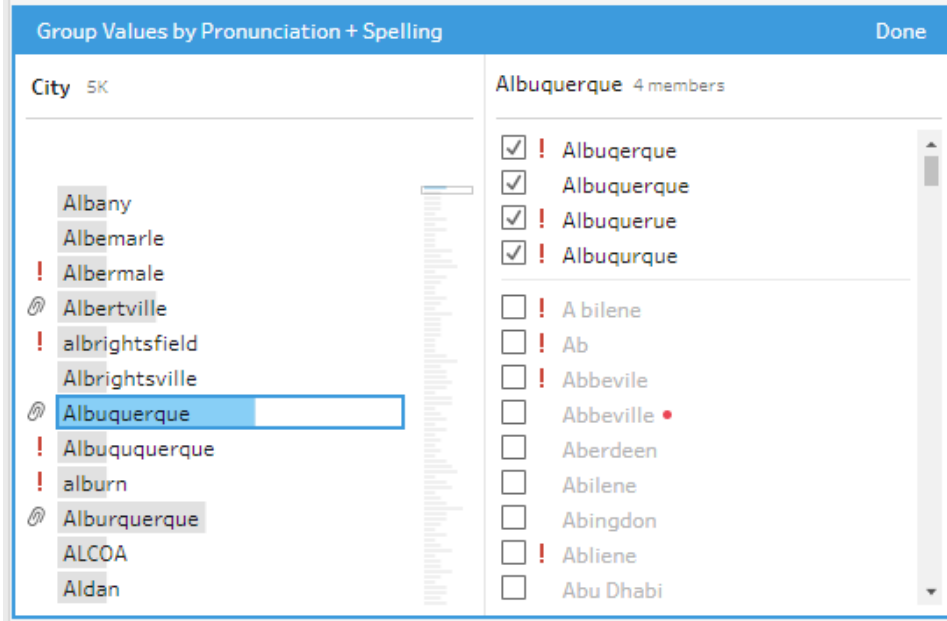 Group Values by Pronunciation + Spelling Done
City 5K
Albany
Albemarle
! Albermale
Albertville
! albrightsfield
Albrightsville
Albuquerque
! Albuququerque
! alburn
Alburquerque
ALCOA
Aldan
Albuquerque 4 members
! Albuqerque
Albuquerque
! Albuquerue
! Albuqurque
! A bilene
! Ab
! Abbevile
Abbeville
Aberdeen
Abilene
Abingdon
! Abliene
Abu Dhabi